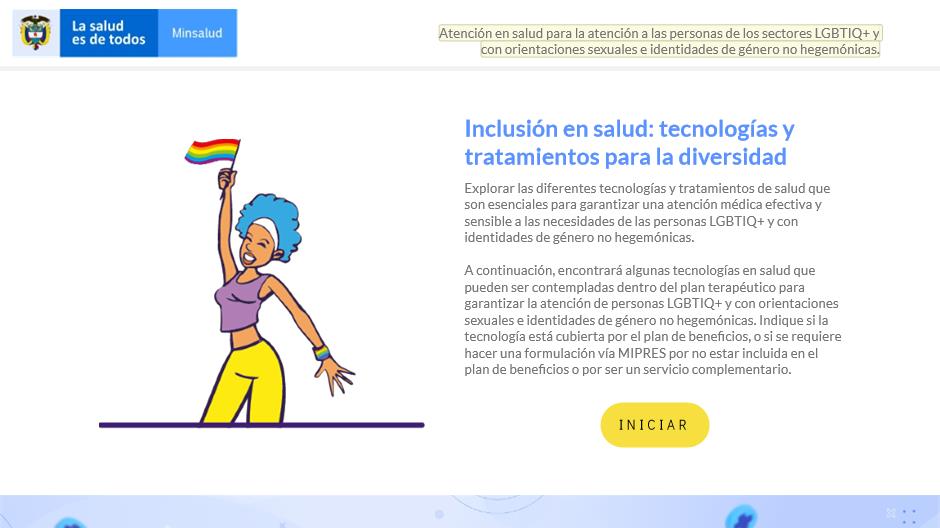 La salud
es de todos
Minsalud
Atención en salud para la atención a las personas de los sectores LGBTIQ+ y
con orientaciones sexuales e identidades de género no hegemónicas.
Inclusión en salud: tecnologías y
tratamientos para la diversidad
Explorar las diferentes tecnologías y tratamientos de salud que
son esenciales para garantizar una atención médica efectiva y
sensible a las necesidades de las personas LGBTIQ+ y con
identidades de género no hegemónicas.
A continuación, encontrará algunas tecnologías en salud que
pueden ser contempladas dentro del plan terapéutico para
garantizar la atención de personas LGBTIQ+ y con orientaciones
sexuales e identidades de género no hegemónicas. Indique si la
tecnología está cubierta por el plan de beneficios, o si se requiere
hacer una formulación vía MIPRES por no estar incluida en el
plan de beneficios o por ser un servicio complementario.
INICIAR